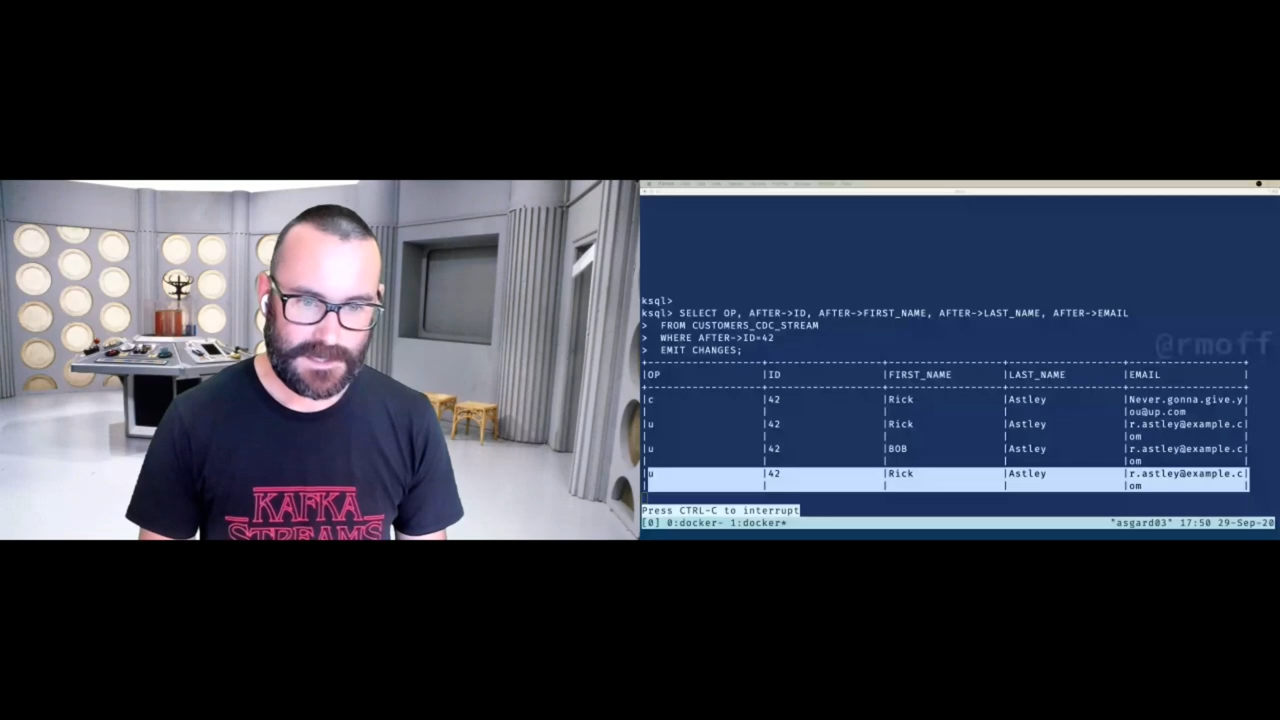 KAFKA
STREAMS
ksql>
ksql> SELECT OP, AFTER->ID, AFTER->FIRST_NAME, AFTER->LAST_NAME, AFTER->EMAIL
>  FROM CUSTOMERS_CDC_STREAM
>  WHERE AFTER->ID=42
>  EMIT CHANGES;
@rmoff
|OP |ID |FIRST_NAME |LAST_NAME |EMAIL |
|c |42 |Rick |Astley |Never.gonna.give.y|
| | | | |ou@up.com |
|u |42 |Rick |Astley |r.astley@example.c|
| | | | |om |
|u |42 |BOB |Astley |r.astley@example.c|
| | | | |om |
|u |42 |Rick |Astley |r.astley@example.c|
| | | | |om |
Press CTRL-C to interrupt
[0] 0:docker- 1:docker* "asgard03" 17:50 29-Sep-20